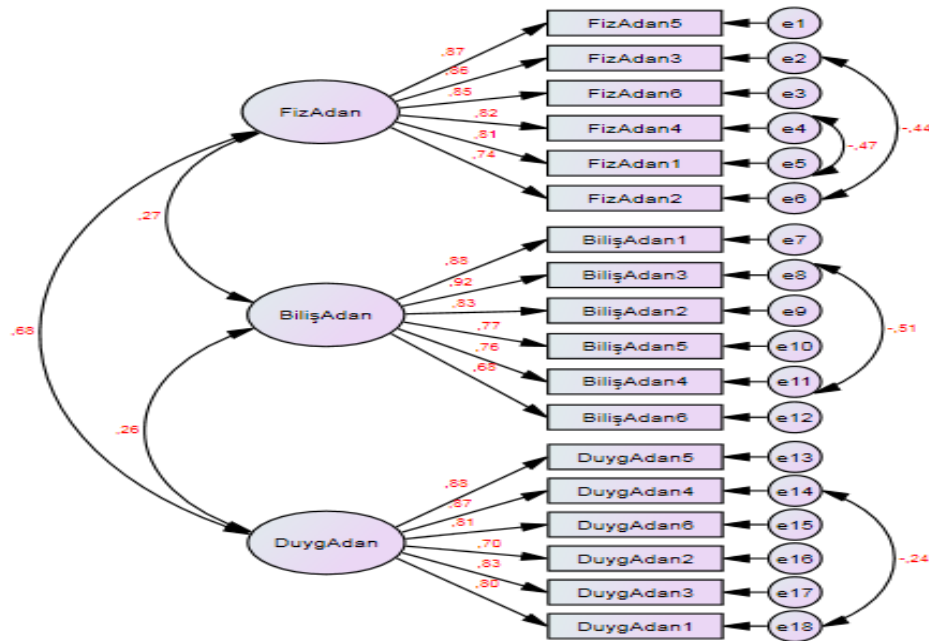 FizAdan5 e1
,87
FizAdan3 e2
,86
FizAdan6 e3
,85
FizAdan
FizAdan4 e4
,82
-,44
-,47
FizAdan1 e5
,81
FizAdan2 e6
,74
,27
BilişAdan1 e7
,88
BilişAdan3 e8
,92
BilişAdan2 e9
,83
BilişAdan
,68
-,51
BilişAdan5 e10
,77
BilişAdan4 e11
,76
BilişAdan6 e12
,68
,26
DuygAdan5 e13
,88
DuygAdan4 e14
,87
DuygAdan6 e15
,81
DuygAdan
DuygAdan2 e16
,70
-,24
DuygAdan3 e17
,83
DuygAdan1 e18
,80